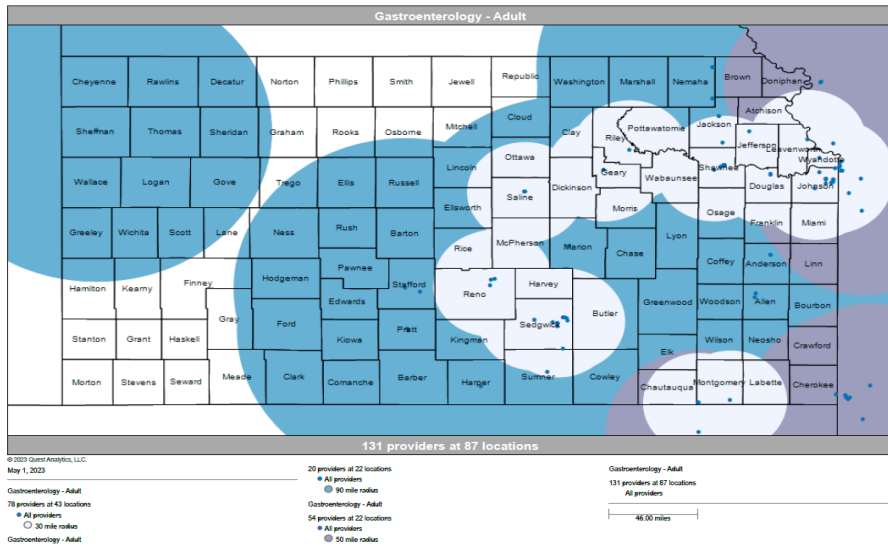 Gastroenterology - Adult
Cheyenne Rawlins Decatur Norton Phillips Smith Jewell Republic Washington Marshall Nemaha Brown Doniphan
Sherman Thomas Sheridan Graham Rooks Osborne Mitchell Cloud Clay Riley Pottawatomie Jackson Atchison Jefferson Leavenworth Wyandotte
Wallace Logan Gove Trego Ellis Russell Lincoln Ottawa Saline Dickinson Geary Wabaunsee Shawnee Douglas Johnson
Greeley Wichita Scott Lane Ness Rush Barton Ellsworth Rice McPherson Marion Morris Chase Lyon Osage Franklin Miami
Hamilton Kearny Finney Hodgeman Pawnee Stafford Reno Harvey Butler Greenwood Coffey Anderson Linn
Stanton Grant Haskell Gray Ford Edwards Kiowa Pratt Kingman Sedgwick Elk Woodson Allen Bourbon Wilson Neosho Crawford
Morton Stevens Seward Meade Clark Comanche Barber Harper Sumner Cowley Chautauqua Montgomery Labette Cherokee
131 providers at 87 locations
© 2023 Quest Analytics, LLC.
May 1, 2023
Gastroenterology - Adult
78 providers at 43 locations
All providers
30 mile radius
Gastroenterology - Adult
20 providers at 22 locations
All providers
90 mile radius
Gastroenterology - Adult
54 providers at 22 locations
All providers
50 mile radius
Gastroenterology - Adult
131 providers at 87 locations
All providers
46.00 miles